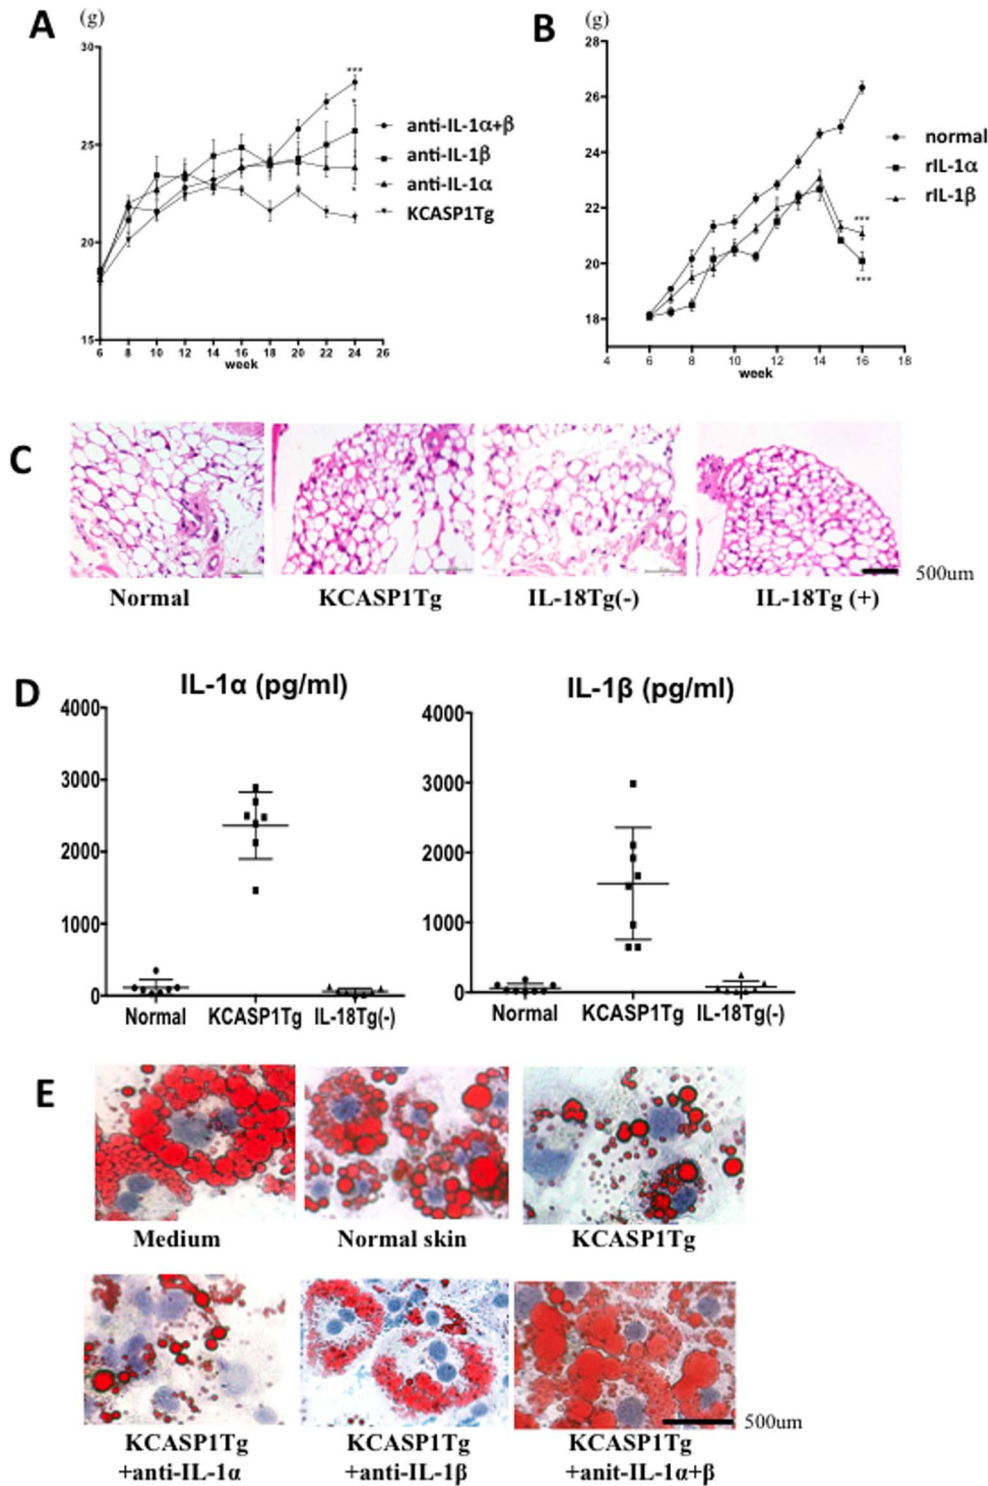 A
(g)
30
25
20
15
6 8 10 12 14 16 18 20 22 24 26
week
***
*
*
anti-IL-1α+β
anti-IL-1β
anti-IL-1α
KCASP1Tg
B
(g)
28
26
24
22
20
18
4 6 8 10 12 14 16 18
week
***
***
normal
rIL-1α
rIL-1β
C
Normal
KCASP1Tg
IL-18Tg(-)
IL-18Tg (+)
500um
D
IL-1α (pg/ml)
4000
3000
2000
1000
0
Normal KCASP1Tg IL-18Tg(-)
IL-1β (pg/ml)
4000
3000
2000
1000
0
Normal KCASP1Tg IL-18Tg(-)
E
Medium
Normal skin
KCASP1Tg
KCASP1Tg
+anti-IL-1α
KCASP1Tg
+anti-IL-1β
KCASP1Tg
+anit-IL-1α+β
500um